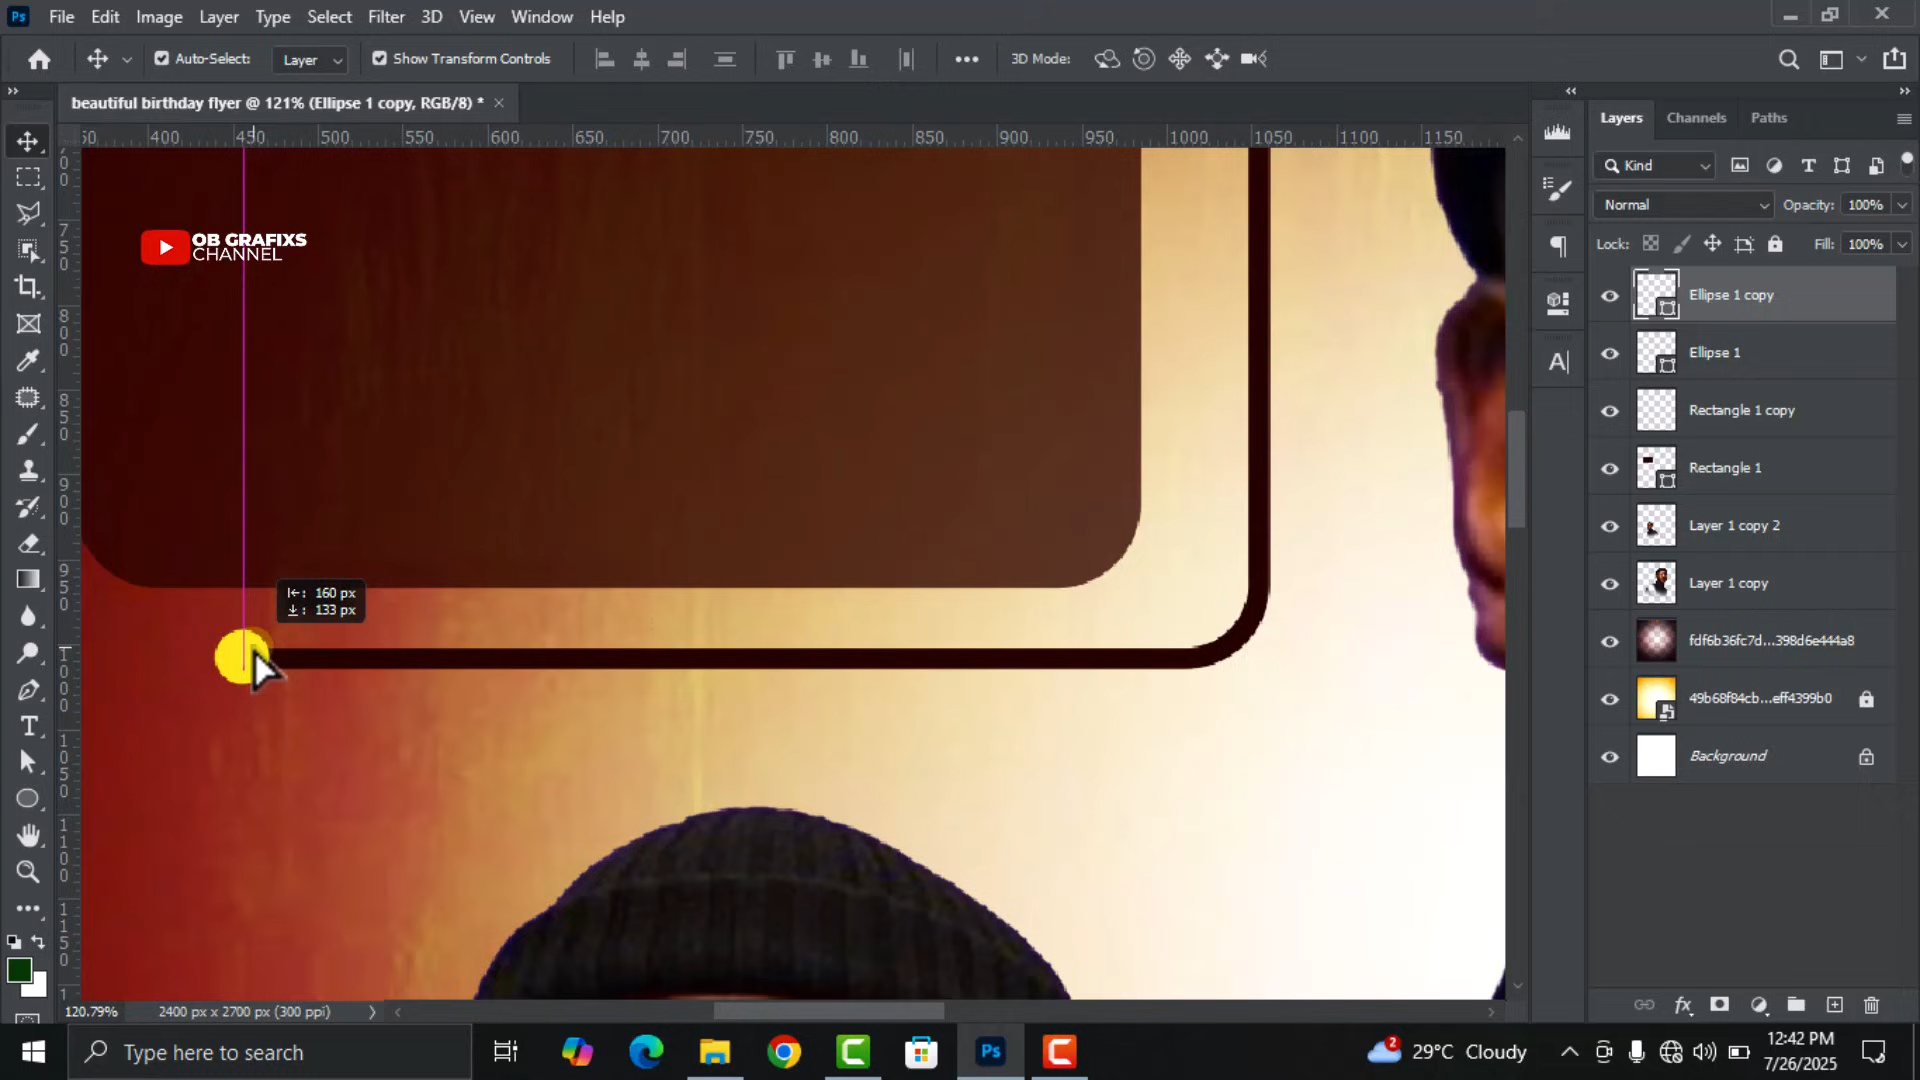 Ps File Edit Image Layer Type Select Filter 3D View Window Help
Auto-Select: Layer Show Transform Controls 3D Mode:
beautiful birthday flyer @ 121% (Ellipse 1 copy, RGB/8) *
400 450 500 550 600 650 700 750 800 850 900 950 1000 1050 1100 1150
OB GRAFIXS
CHANNEL
160 px
133 px
Layers Channels Paths
Kind
Normal Opacity: 100%
Lock: Fill: 100%
Ellipse 1 copy
Ellipse 1
Rectangle 1 copy
Rectangle 1
Layer 1 copy 2
Layer 1 copy
fdf6b36fc7d...398d6e444a8
49b68f84cb...eff4399b0
Background
120.79% 2400 px x 2700 px (300 ppi)
Type here to search
Ps
2
29°C Cloudy
12:42 PM
7/26/2025